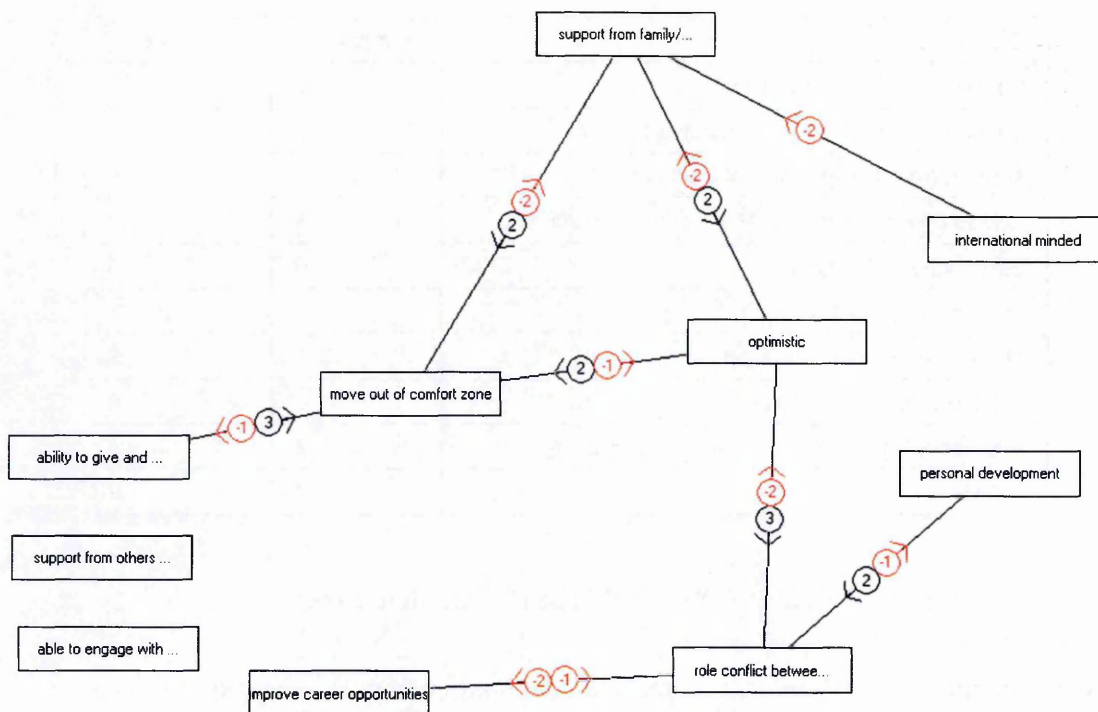 support from family/...
-2
-2
-2
2
2
international minded
optimistic
2
-1
move out of comfort zone
-1
3
ability to give and ...
personal development
-2
3
support from others ...
-1
2
able to engage with ...
role conflict betwee...
-2
-1
mprove career opportunities